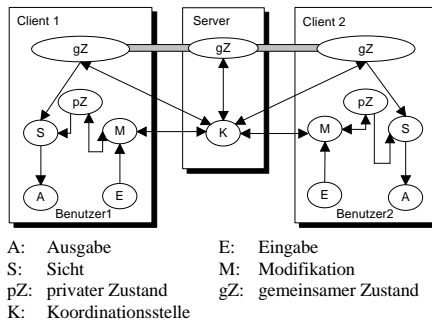 Client 1
Server
Client 2
gZ
gZ
gZ
pZ
pZ
S
M
K
M
S
A
E
E
A
Benutzer1
Benutzer2
A: Ausgabe
E: Eingabe
S: Sicht
M: Modifikation
pZ: privater Zustand
gZ: gemeinsamer Zustand
K: Koordinationsstelle